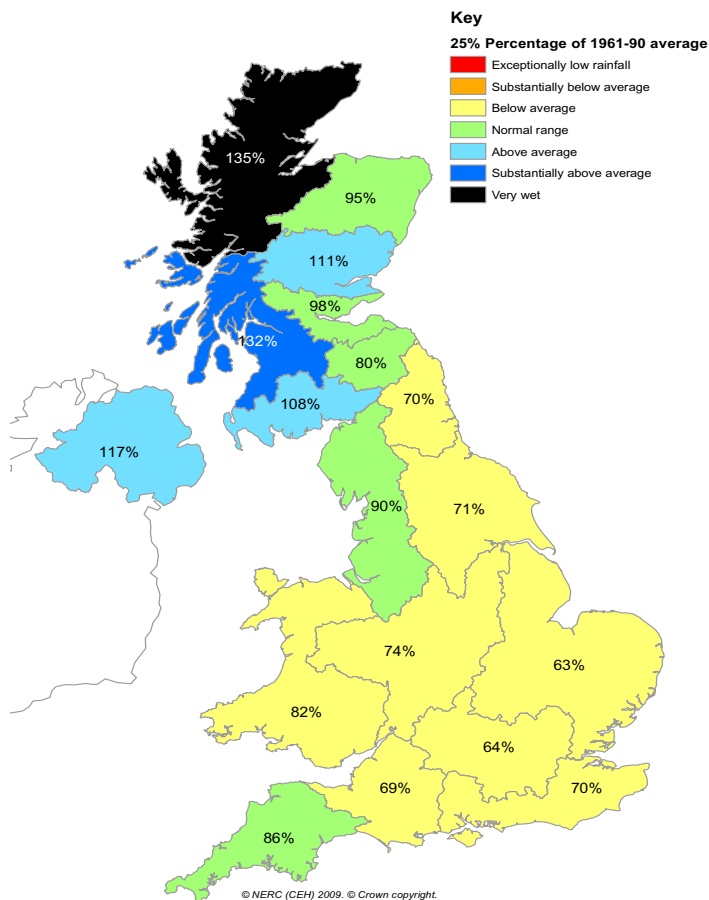 Key
25% Percentage of 1961-90 average
Exceptionally low rainfall
Substantially below average
Below average
Normal range
Above average
Substantially above average
Very wet
135%
95%
111%
98%
132%
80%
108%
70%
117%
90%
71%
74%
63%
82%
64%
69%
70%
86%
© NERC (CEH) 2009. © Crown copyright.